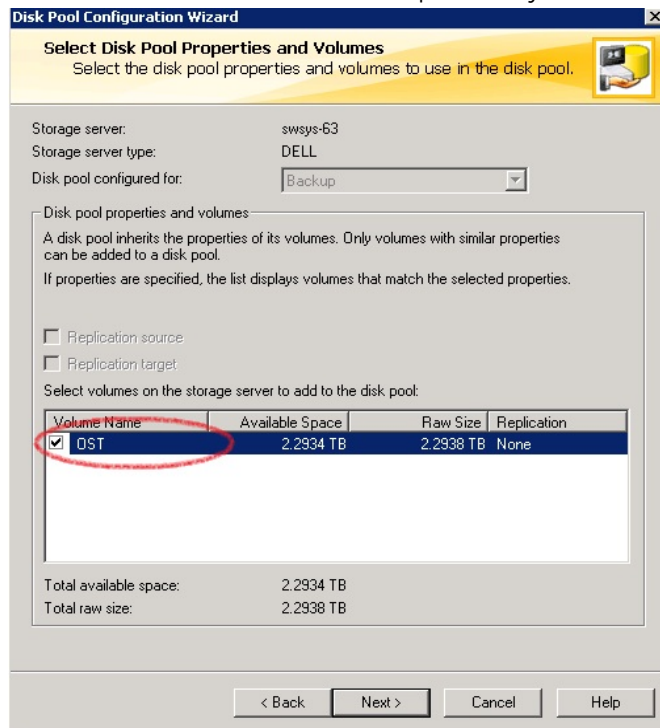 Disk Pool Configuration Wizard
Select Disk Pool Properties and Volumes
Select the disk pool properties and volumes to use in the disk pool.
Storage server: swsys-63
Storage server type: DELL
Disk pool configured for: Backup
Disk pool properties and volumes
A disk pool inherits the properties of its volumes. Only volumes with similar properties
can be added to a disk pool.
If properties are specified, the list displays volumes that match the selected properties.
Replication source
Replication target
Select volumes on the storage server to add to the disk pool:
Volume Name Available Space Raw Size Replication
OST 2.2934 TB 2.2938 TB None
Total available space: 2.2934 TB
Total raw size: 2.2938 TB
< Back Next > Cancel Help